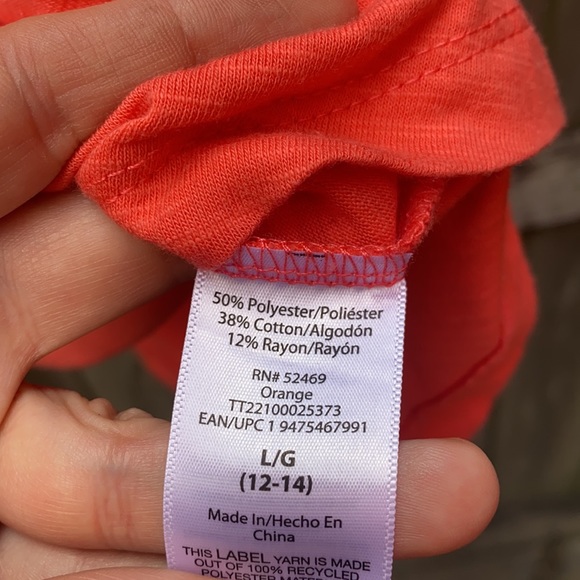 50% Polyester/Poliéster
38% Cotton/Algodón
12% Rayon/Rayón
RN# 52469
Orange
TT22100025373
EAN/UPC 1 9475467991
L/G
(12-14)
Made In/Hecho En
China
THIS LABEL YARN IS MADE
OUT OF 100% RECYCLED
POLYESTER